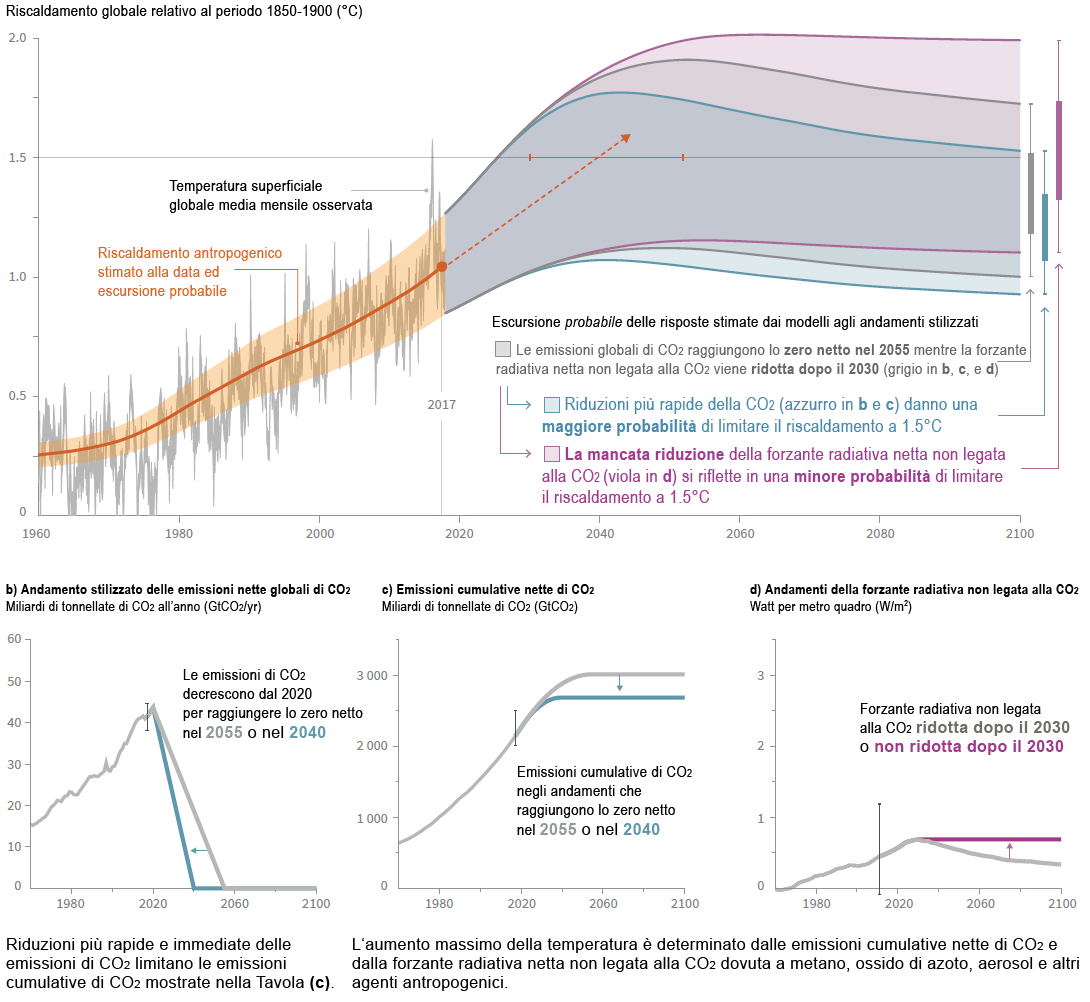 Riscaldamento globale relativo al periodo 1850-1900 (°C)
2.0
1.5
1.0
0.5
0
Temperatura superficiale
globale media mensile osservata
Riscaldamento antropogenico
stimato alla data ed
escursione probabile
2017
Escursione probabile delle risposte stimate dai modelli agli andamenti stilizzati
Le emissioni globali di CO2 raggiungono lo zero netto nel 2055 mentre la forzante
radiativa netta non legata alla CO2 viene ridotta dopo il 2030 (grigio in b, c, e d)
Riduzioni più rapide della CO2 (azzurro in b e c) danno una
maggiore probabilità di limitare il riscaldamento a 1.5°C
La mancata riduzione della forzante radiativa netta non legata
alla CO2 (viola in d) si riflette in una minore probabilità di limitare
il riscaldamento a 1.5°C
1960 1980 2000 2020 2040 2060 2080 2100
b) Andamento stilizzato delle emissioni nette globali di CO2
Miliardi di tonnellate di CO2 all'anno (GtCO2/yr)
60
50
40
30
20
10
0
Le emissioni di CO2
decrescono dal 2020
per raggiungere lo zero netto
nel 2055 o nel 2040
1980 2020 2060 2100
c) Emissioni cumulative nette di CO2
Miliardi di tonnellate di CO2 (GtCO2)
3 000
2 000
1 000
0
Emissioni cumulative di CO2
negli andamenti che
raggiungono lo zero netto
nel 2055 o nel 2040
1980 2020 2060 2100
d) Andamenti della forzante radiativa non legata alla CO2
Watt per metro quadro (W/m²)
3
2
1
0
Forzante radiativa non legata
alla CO2 ridotta dopo il 2030
o non ridotta dopo il 2030
1980 2020 2060 2100
Riduzioni più rapide e immediate delle
emissioni di CO2 limitano le emissioni
cumulative di CO2 mostrate nella Tavola (c).
L'aumento massimo della temperatura è determinato dalle emissioni cumulative nette di CO2 e
dalla forzante radiativa netta non legata alla CO2 dovuta a metano, ossido di azoto, aerosol e altri
agenti antropogenici.